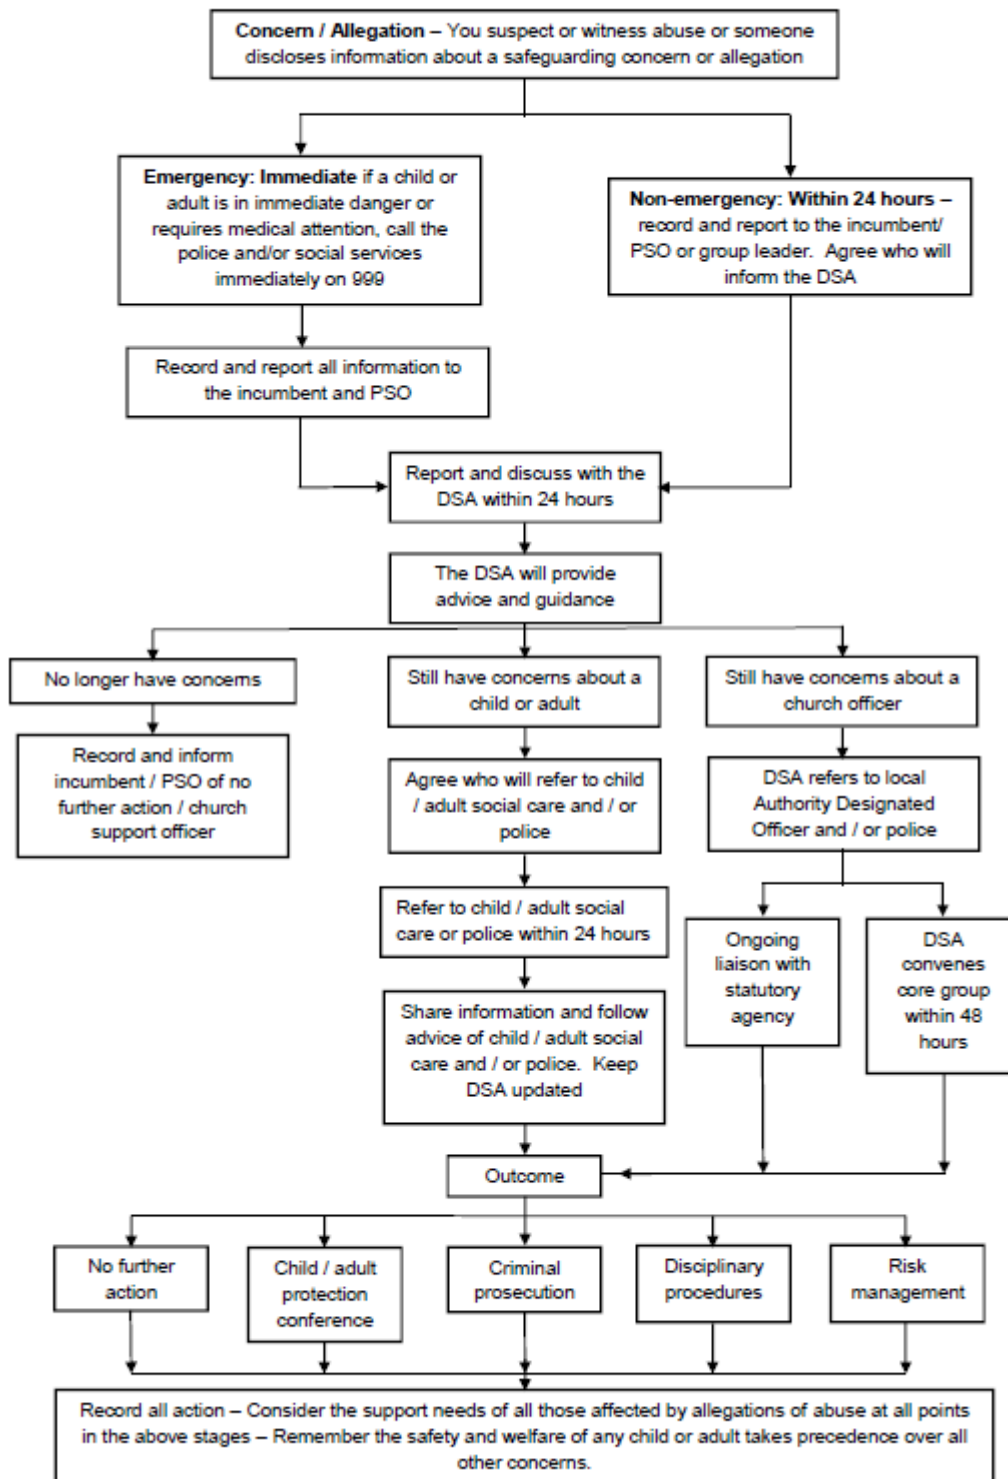 Concern / Allegation – You suspect or witness abuse or someone
discloses information about a safeguarding concern or allegation
Emergency: Immediate if a child or
adult is in immediate danger or
requires medical attention, call the
police and/or social services
immediately on 999
Non-emergency: Within 24 hours –
record and report to the incumbent/
PSO or group leader. Agree who will
inform the DSA
Record and report all information to
the incumbent and PSO
Report and discuss with the
DSA within 24 hours
The DSA will provide
advice and guidance
No longer have concerns
Still have concerns about a
child or adult
Still have concerns about a
church officer
Record and inform
incumbent / PSO of no
further action / church
support officer
Agree who will refer to child
/ adult social care and / or
police
DSA refers to local
Authority Designated
Officer and / or police
Refer to child / adult social
care or police within 24 hours
Ongoing
liaison with
statutory
agency
DSA
convenes
core group
within 48
hours
Share information and follow
advice of child / adult social
care and / or police. Keep
DSA updated
Outcome
No further
action
Child / adult
protection
conference
Criminal
prosecution
Disciplinary
procedures
Risk
management
Record all action – Consider the support needs of all those affected by allegations of abuse at all points
in the above stages – Remember the safety and welfare of any child or adult takes precedence over all
other concerns.